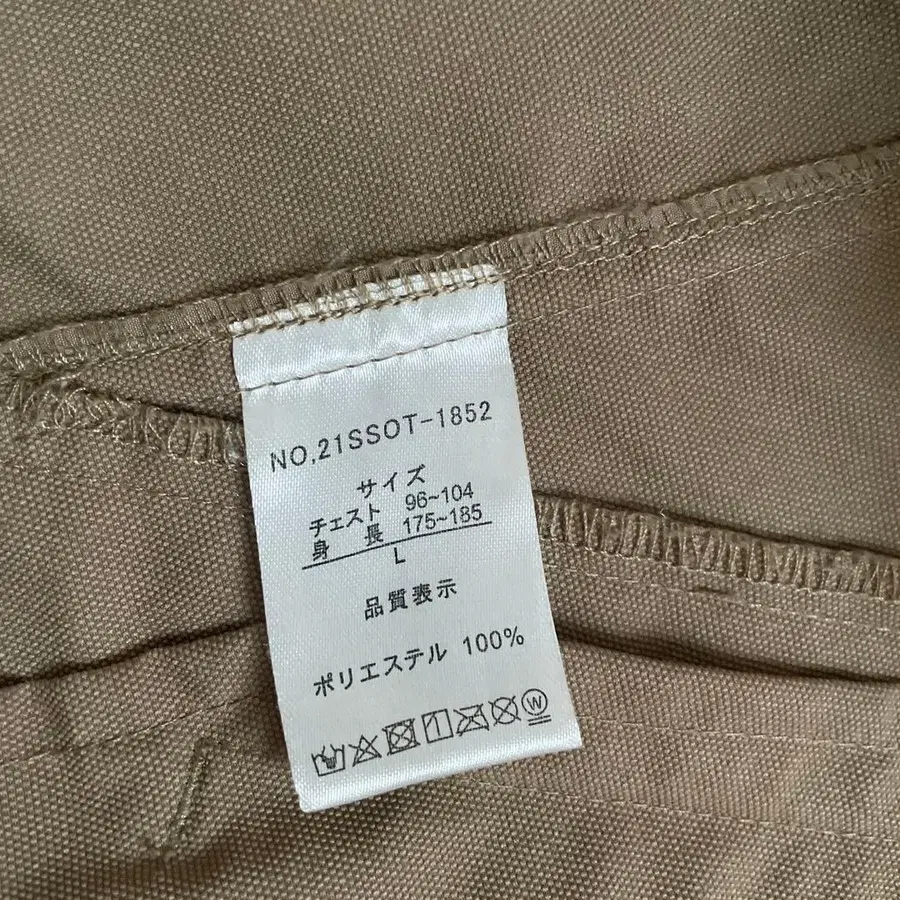 NO,21SSOT-1852
サイズ
チェスト 96~104
身 長 175~185
L
品質表示
ポリエステル 100%
W